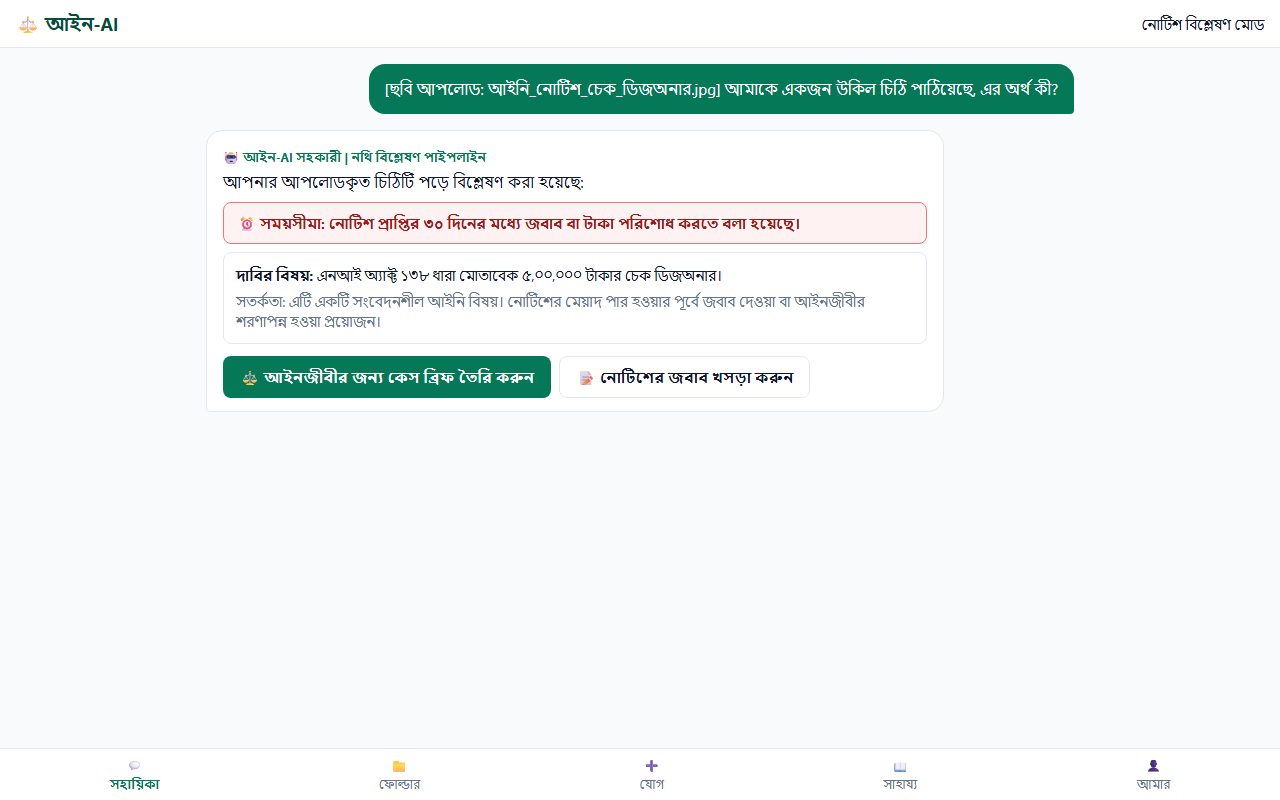 আইন-AI
নোটিশ বিশ্লেষণ মোড
[ছবি আপলোড: আইনি_নোটিশ_চেক_ডিজঅনার.jpg] আমাকে একজন উকিল চিঠি পাঠিয়েছে, এর অর্থ কী?
আইন-AI সহকারী | নথি বিশ্লেষণ পাইপলাইন
আপনার আপলোডকৃত চিঠিটি পড়ে বিশ্লেষণ করা হয়েছে:
সময়সীমা: নোটিশ প্রাপ্তির ৩০ দিনের মধ্যে জবাব বা টাকা পরিশোধ করতে বলা হয়েছে।
দাবির বিষয়: এনআই অ্যাক্ট ১৩৮ ধারা মোতাবেক ৫,০০,০০০ টাকার চেক ডিজঅনার।
সতর্কতা: এটি একটি সংবেদনশীল আইনি বিষয়। নোটিশের মেয়াদ পার হওয়ার পূর্বে জবাব দেওয়া বা আইনজীবীর
শরণাপন্ন হওয়া প্রয়োজন।
আইনজীবীর জন্য কেস ব্রিফ তৈরি করুন
নোটিশের জবাব খসড়া করুন
সহায়িকা
ফোল্ডার
যোগ
সাহায্য
আমার